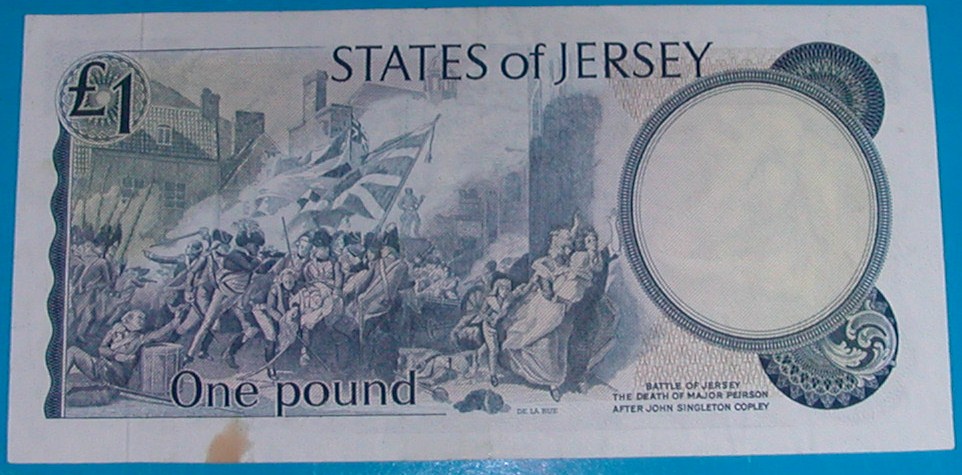 STATES of JERSEY
£1
One pound
DE LA RUE
BATTLE OF JERSEY
THE DEATH OF MAJOR PEIRSON
AFTER JOHN SINGLETON COPLEY